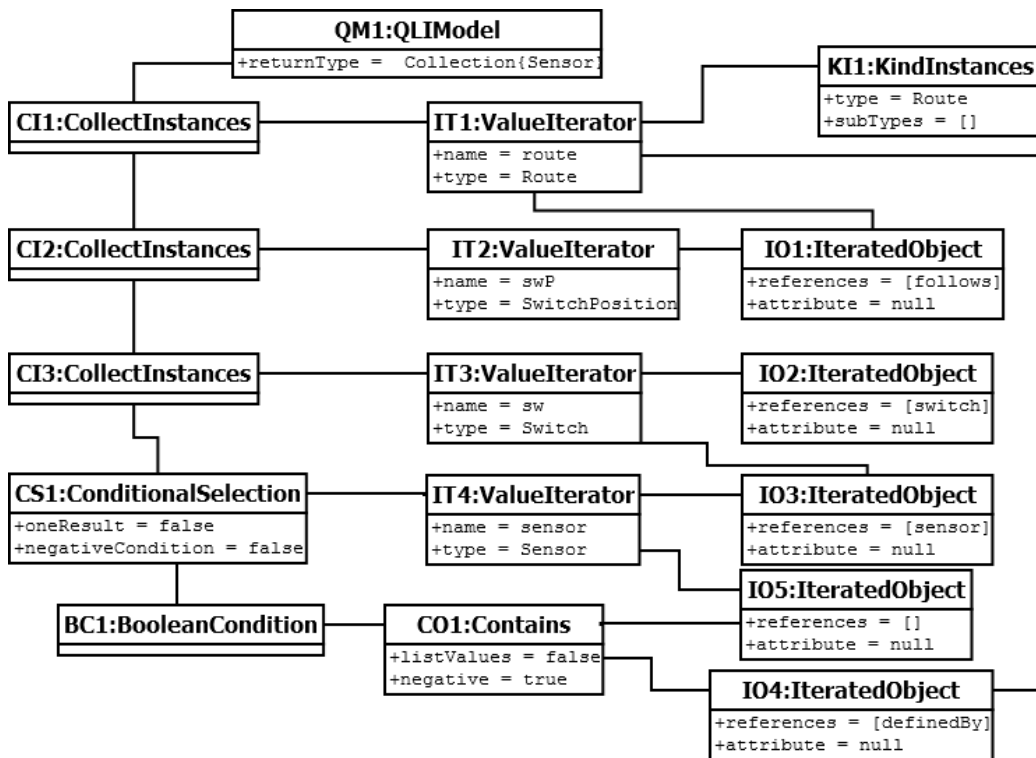 QM1:QLIModel
+returnType =  Collection{Sensor}
KI1:KindInstances
+type = Route
+subTypes = []
CI1:CollectInstances
IT1:ValueIterator
+name = route
+type = Route
CI2:CollectInstances
IT2:ValueIterator
+name = swP
+type = SwitchPosition
IO1:IteratedObject
+references = [follows]
+attribute = null
CI3:CollectInstances
IT3:ValueIterator
+name = sw
+type = Switch
IO2:IteratedObject
+references = [switch]
+attribute = null
CS1:ConditionalSelection
+oneResult = false
+negativeCondition = false
IT4:ValueIterator
+name = sensor
+type = Sensor
IO3:IteratedObject
+references = [sensor]
+attribute = null
IO5:IteratedObject
+references = []
+attribute = null
BC1:BooleanCondition
CO1:Contains
+listValues = false
+negative = true
IO4:IteratedObject
+references = [definedBy]
+attribute = null